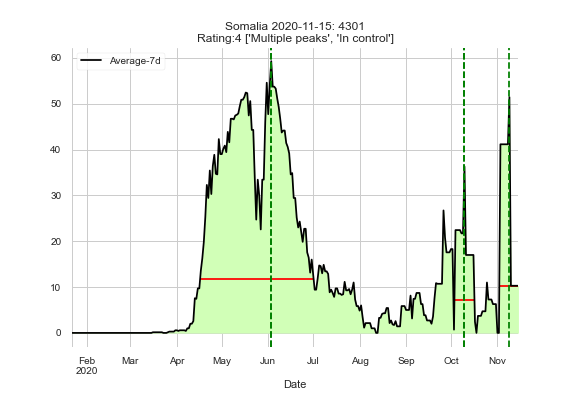 Somalia 2020-11-15: 4301
Rating:4 ['Multiple peaks', 'In control']
Average-7d
60
50
40
30
20
10
0
Feb Mar Apr May Jun Jul Aug Sep Oct Nov
2020
Date